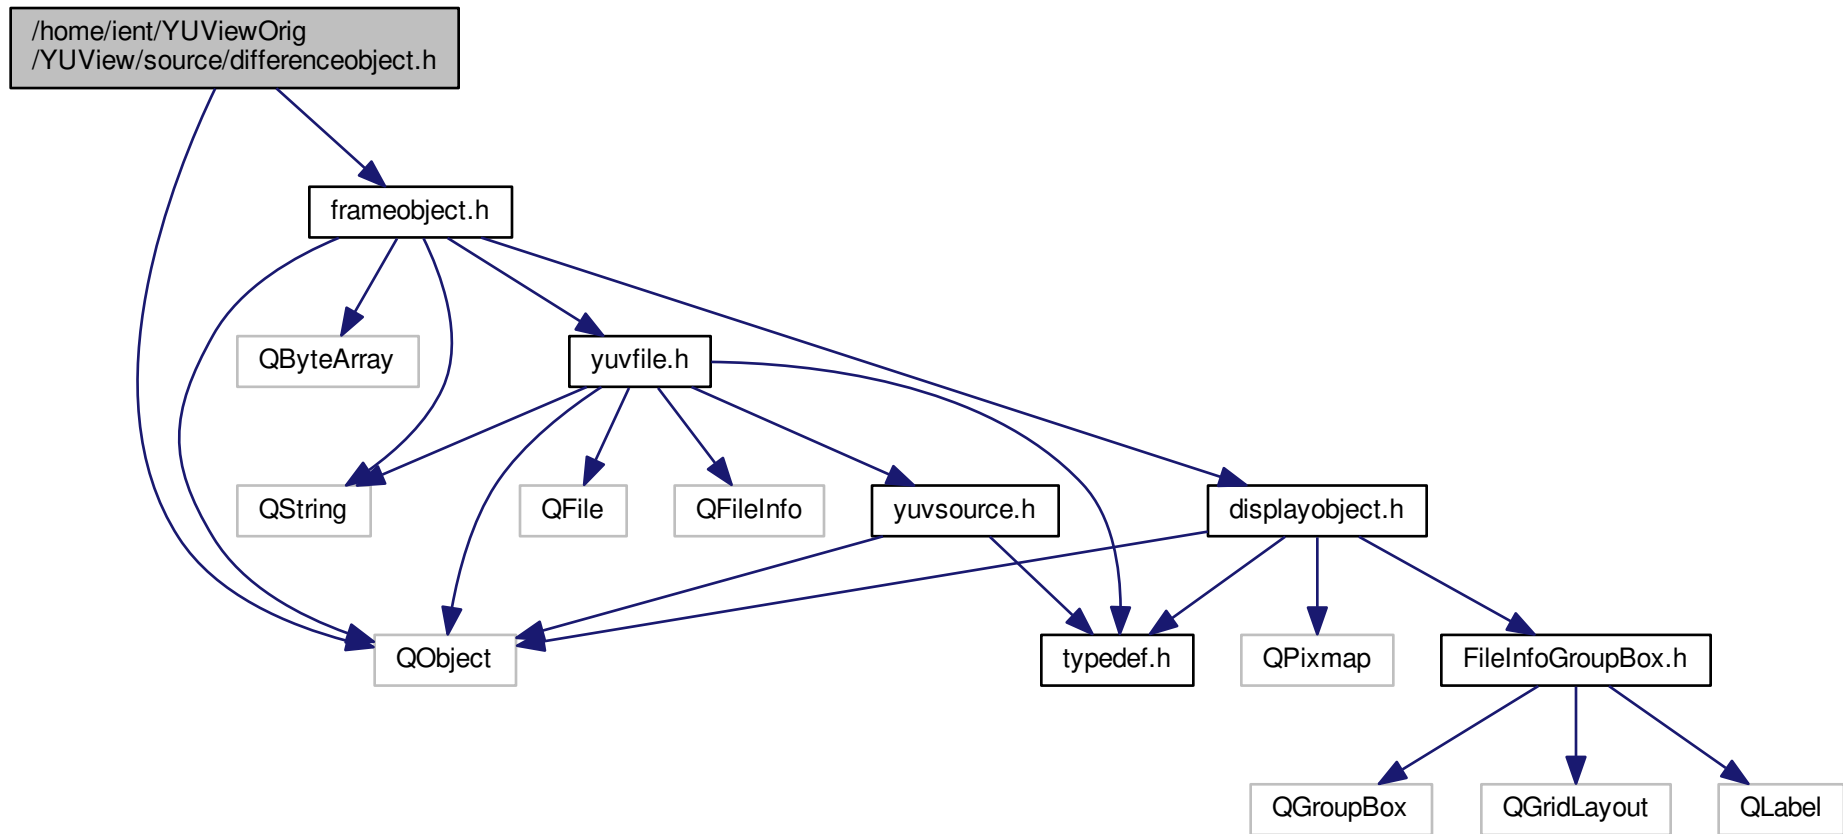 /home/ient/YUViewOrig
/YUView/source/differenceobject.h
frameobject.h
QByteArray
yuvfile.h
QString
QFile
QFileInfo
yuvsource.h
displayobject.h
QObject
typedef.h
QPixmap
FileInfoGroupBox.h
QGroupBox
QGridLayout
QLabel